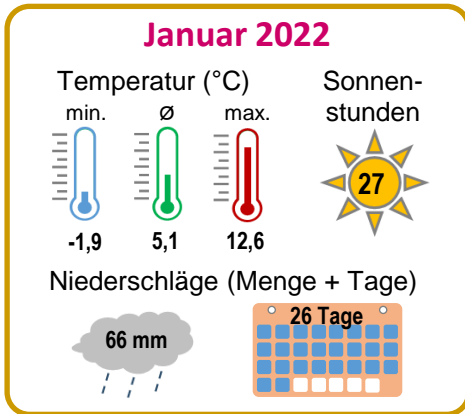 Januar 2022
Temperatur (°C)
min. Ø max.
-1,9 5,1 12,6
Sonnen-
stunden
27
Niederschläge (Menge + Tage)
66 mm
26 Tage